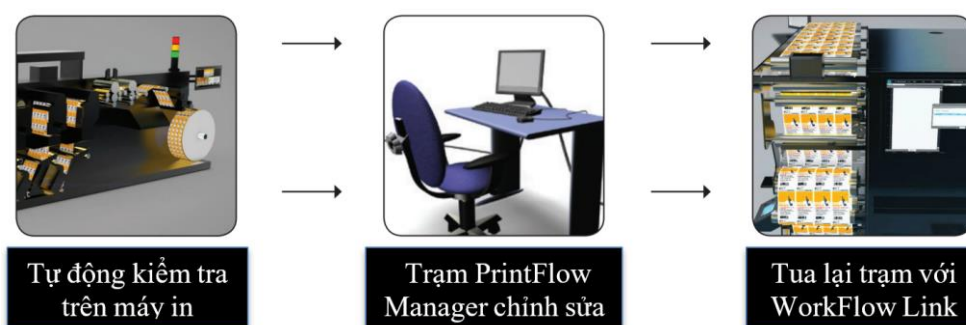 Tự động kiểm tra
trên máy in
Trạm PrintFlow
Manager chỉnh sửa
Tua lại trạm với
WorkFlow Link